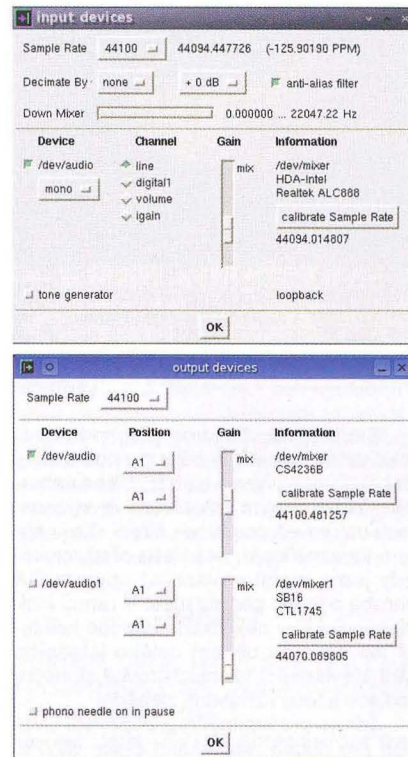 input devices
Sample Rate 44100 44094.447726 (-125.90190 PPM)
Decimate By: none + 0 dB anti-alias filter
Down Mixer 0.000000 ... 22047.22 Hz
Device Channel Gain Information
/dev/audio line mix /dev/mixer
digital1 HDA-Intel
mono volume Realtek ALC888
igain calibrate Sample Rate
44094.014807
tone generator loopback
OK
output devices
Sample Rate 44100
Device Position Gain Information
/dev/audio A1 mix /dev/mixer
CS4236B
A1 calibrate Sample Rate
44100.481257
/dev/audio1 A1 mix /dev/mixer1
SB16
A1 CTL1745
calibrate Sample Rate
44070.089805
phono needle on in pause
OK